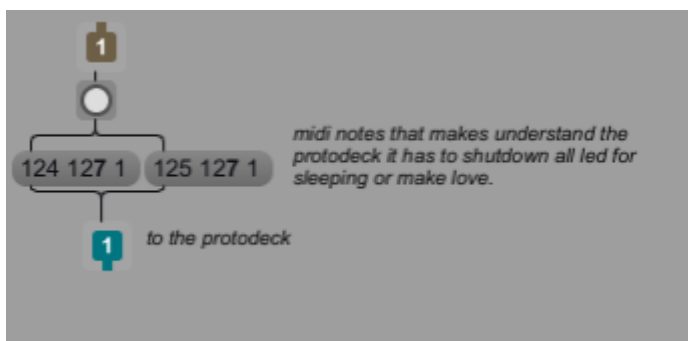 1
124 127 1
125 127 1
midi notes that makes understand the
protodeck it has to shutdown all led for
sleeping or make love.
1
to the protodeck